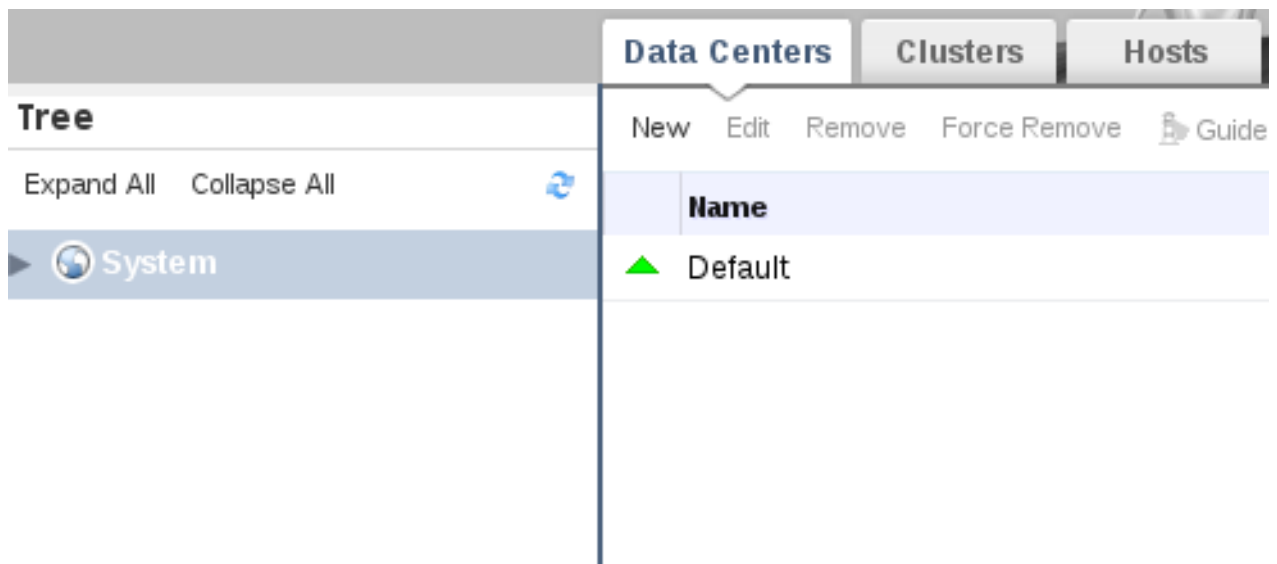 Data Centers Clusters Hosts
Tree
New Edit Remove Force Remove Guide
Expand All Collapse All
Name
System
Default